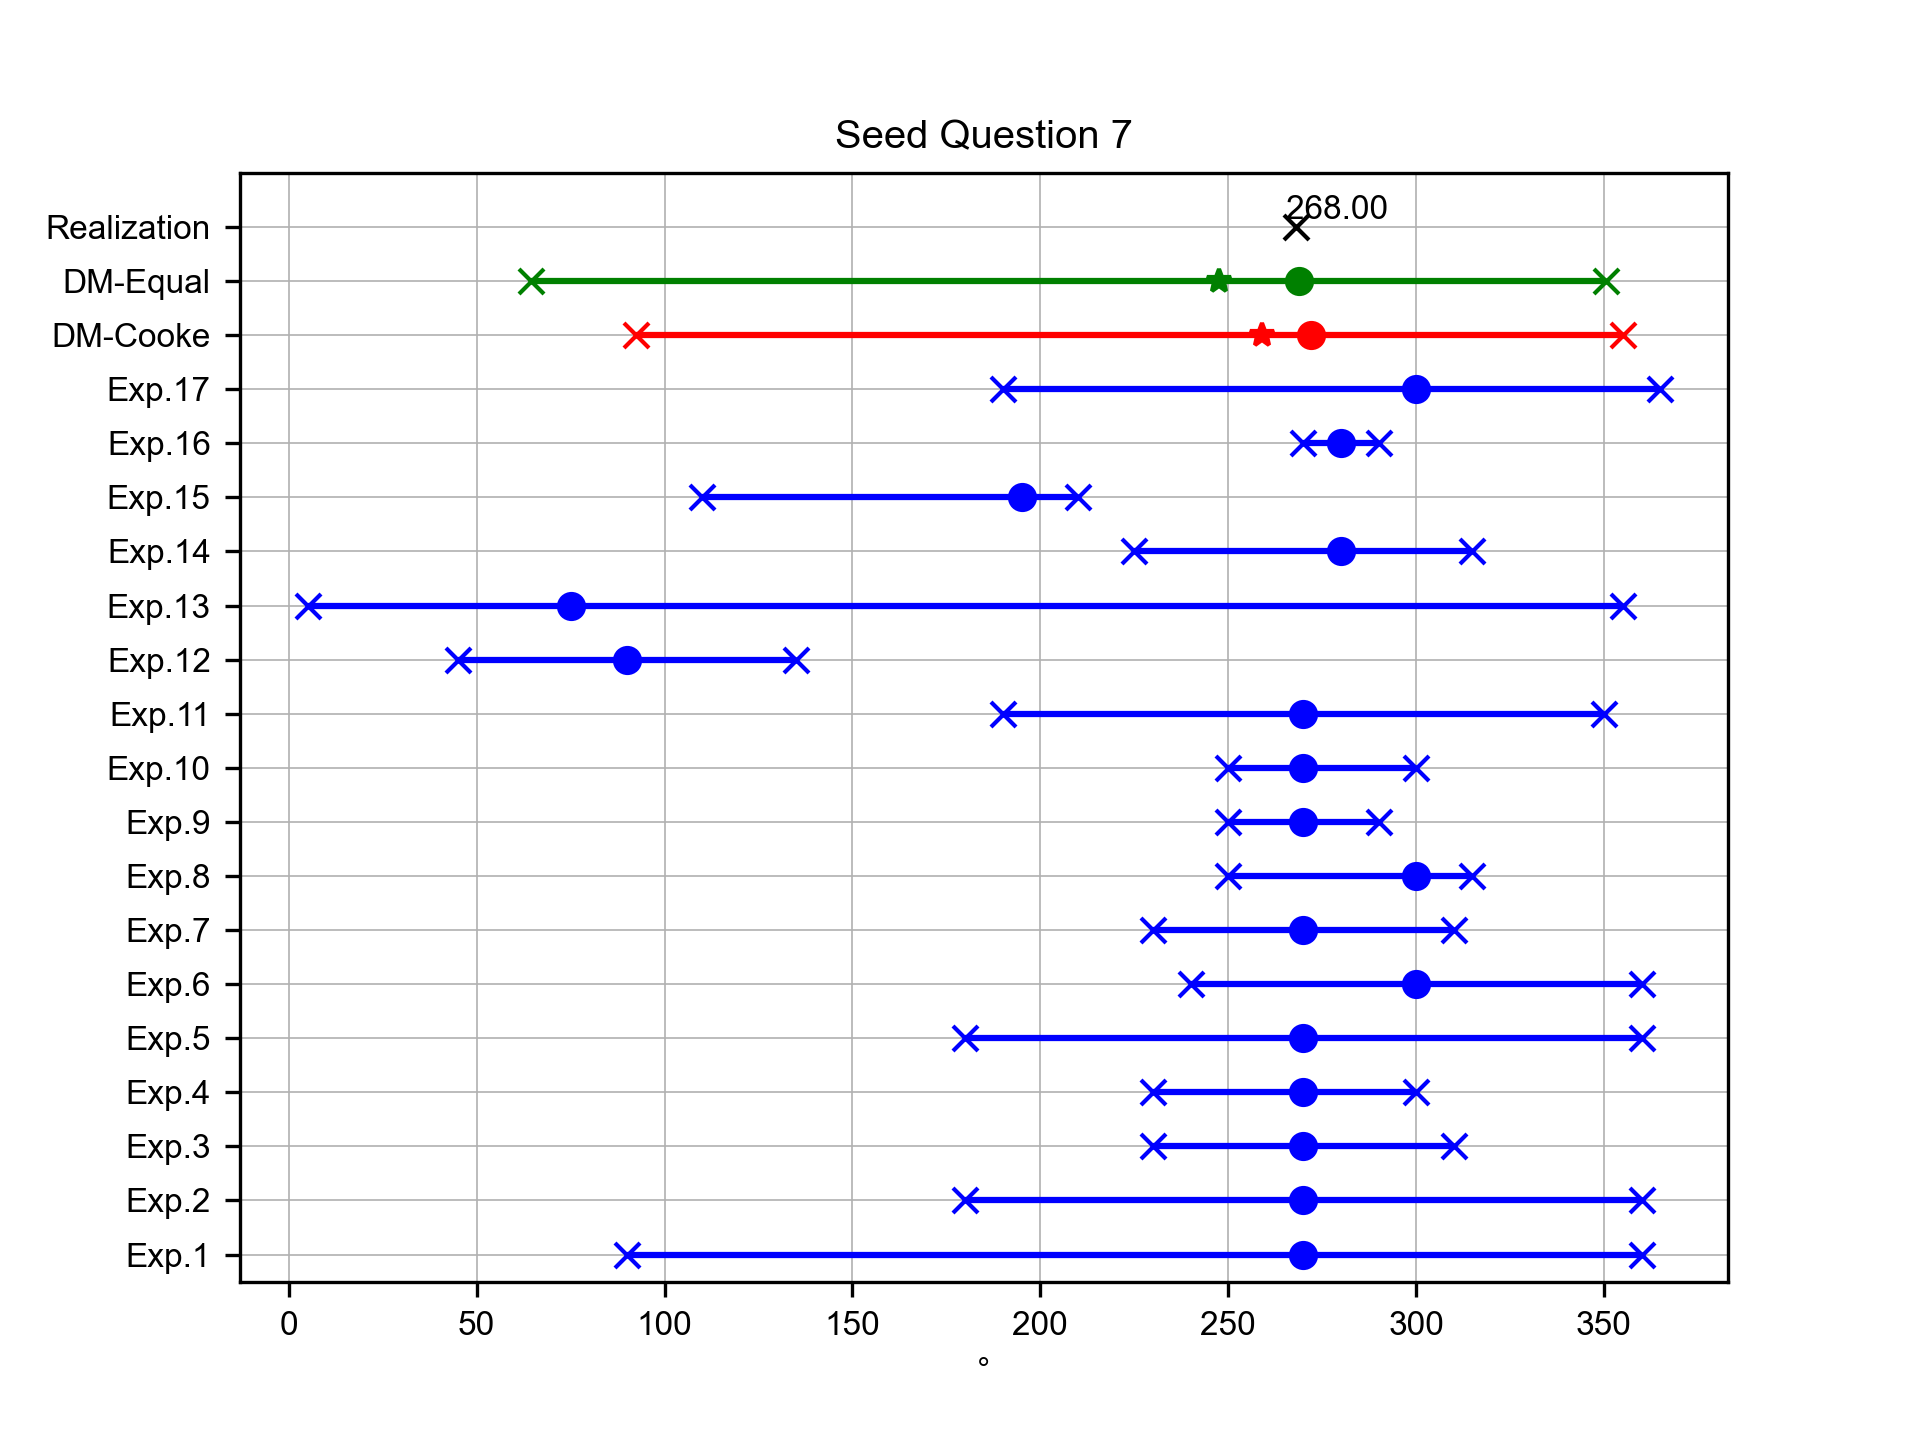 Seed Question 7
268.00
Realization
DM-Equal
DM-Cooke
Exp.17
Exp.16
Exp.15
Exp.14
Exp.13
Exp.12
Exp.11
Exp.10
Exp.9
Exp.8
Exp.7
Exp.6
Exp.5
Exp.4
Exp.3
Exp.2
Exp.1
0 50 100 150 200 250 300 350
°